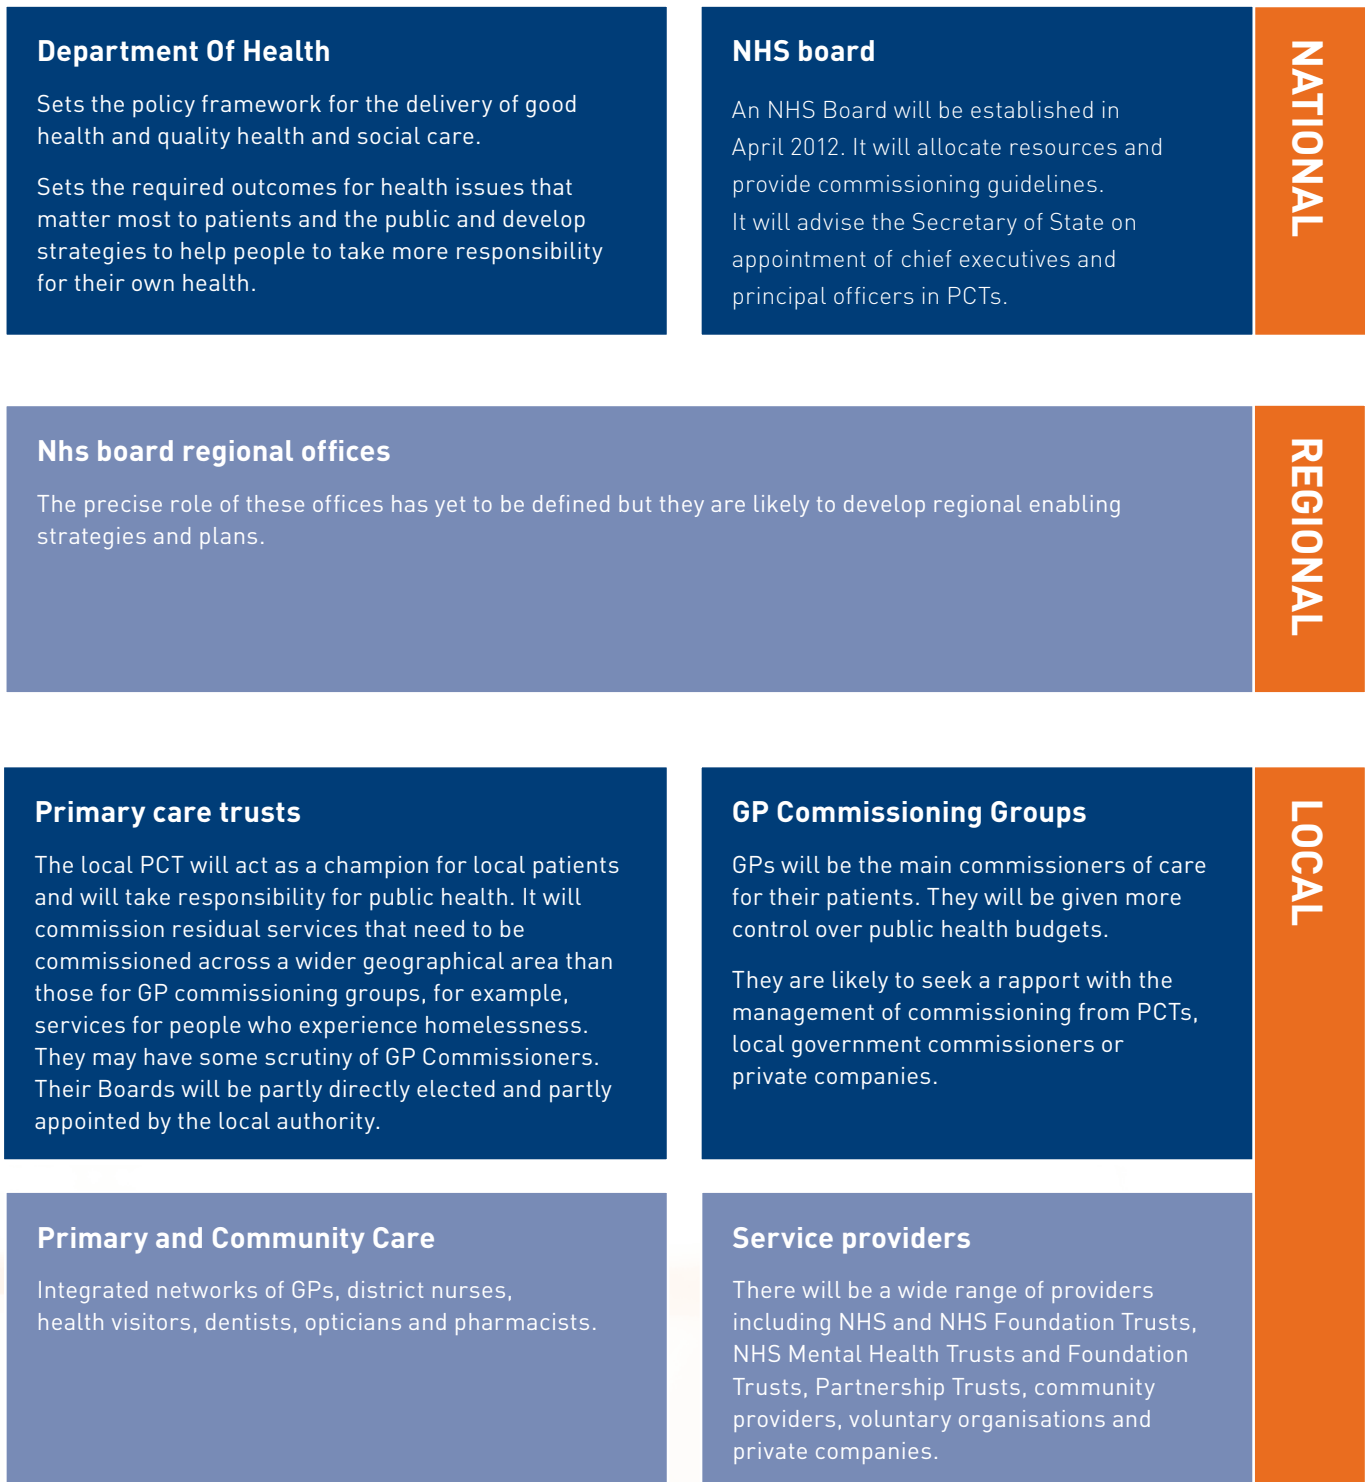 Department Of Health
Sets the policy framework for the delivery of good
health and quality health and social care.
Sets the required outcomes for health issues that
matter most to patients and the public and develop
strategies to help people to take more responsibility
for their own health.
NHS board
An NHS Board will be established in
April 2012. It will allocate resources and
provide commissioning guidelines.
It will advise the Secretary of State on
appointment of chief executives and
principal officers in PCTs.
NATIONAL
Nhs board regional offices
The precise role of these offices has yet to be defined but they are likely to develop regional enabling
strategies and plans.
REGIONAL
Primary care trusts
The local PCT will act as a champion for local patients
and will take responsibility for public health. It will
commission residual services that need to be
commissioned across a wider geographical area than
those for GP commissioning groups, for example,
services for people who experience homelessness.
They may have some scrutiny of GP Commissioners.
Their Boards will be partly directly elected and partly
appointed by the local authority.
GP Commissioning Groups
GPs will be the main commissioners of care
for their patients. They will be given more
control over public health budgets.
They are likely to seek a rapport with the
management of commissioning from PCTs,
local government commissioners or
private companies.
LOCAL
Primary and Community Care
Integrated networks of GPs, district nurses,
health visitors, dentists, opticians and pharmacists.
Service providers
There will be a wide range of providers
including NHS and NHS Foundation Trusts,
NHS Mental Health Trusts and Foundation
Trusts, Partnership Trusts, community
providers, voluntary organisations and
private companies.